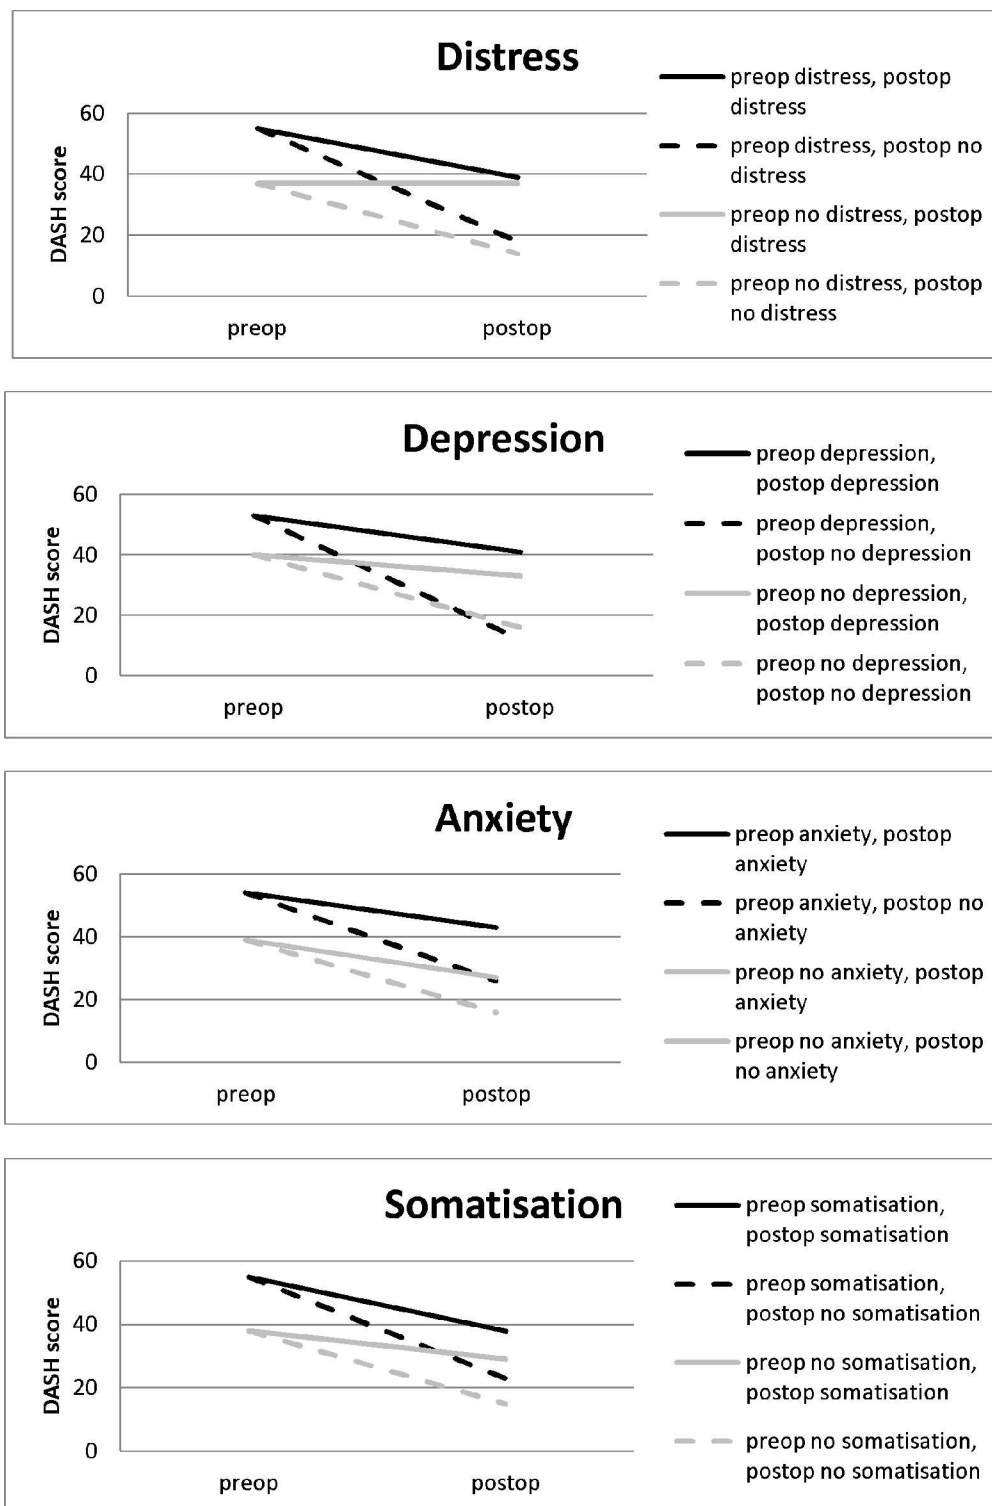 Distress
DASH score
60
40
20
0
preop
postop
preop distress, postop
distress
preop distress, postop no
distress
preop no distress, postop
distress
preop no distress, postop
no distress
Depression
DASH score
60
40
20
0
preop
postop
preop depression,
postop depression
preop depression,
postop no depression
preop no depression,
postop depression
preop no depression,
postop no depression
Anxiety
DASH score
60
40
20
0
preop
postop
preop anxiety, postop
anxiety
preop anxiety, postop no
anxiety
preop no anxiety, postop
anxiety
preop no anxiety, postop
no anxiety
Somatisation
DASH score
60
40
20
0
preop
postop
preop somatisation,
postop somatisation
preop somatisation,
postop no somatisation
preop no somatisation,
postop somatisation
preop no somatisation,
postop no somatisation